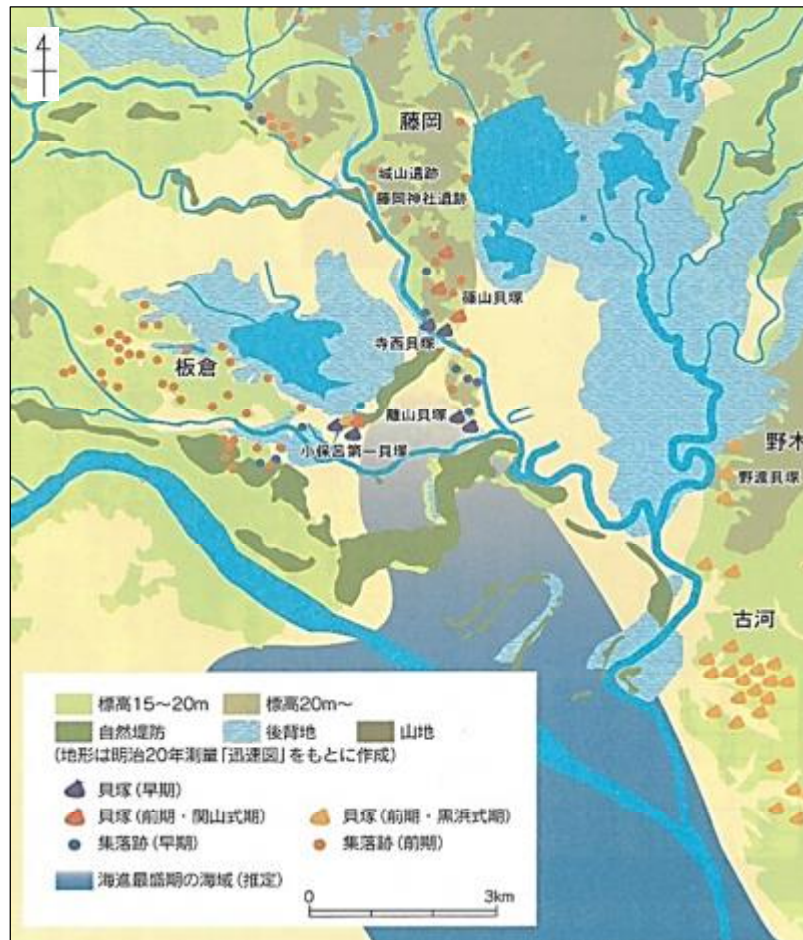 4
藤岡
城山遺跡
藤岡神社遺跡
篠山貝塚
寺西貝塚
板倉
離山貝塚
小保呂第一貝塚
野木
野渡貝塚
古河
標高15～20m
標高20m～
自然堤防
後背地
山地
(地形は明治20年測量「迅速図」をもとに作成)
貝塚(早期)
貝塚(前期・関山式期)
貝塚(前期・黒浜式期)
集落跡(早期)
集落跡(前期)
海進最盛期の海域(推定)
0
3km